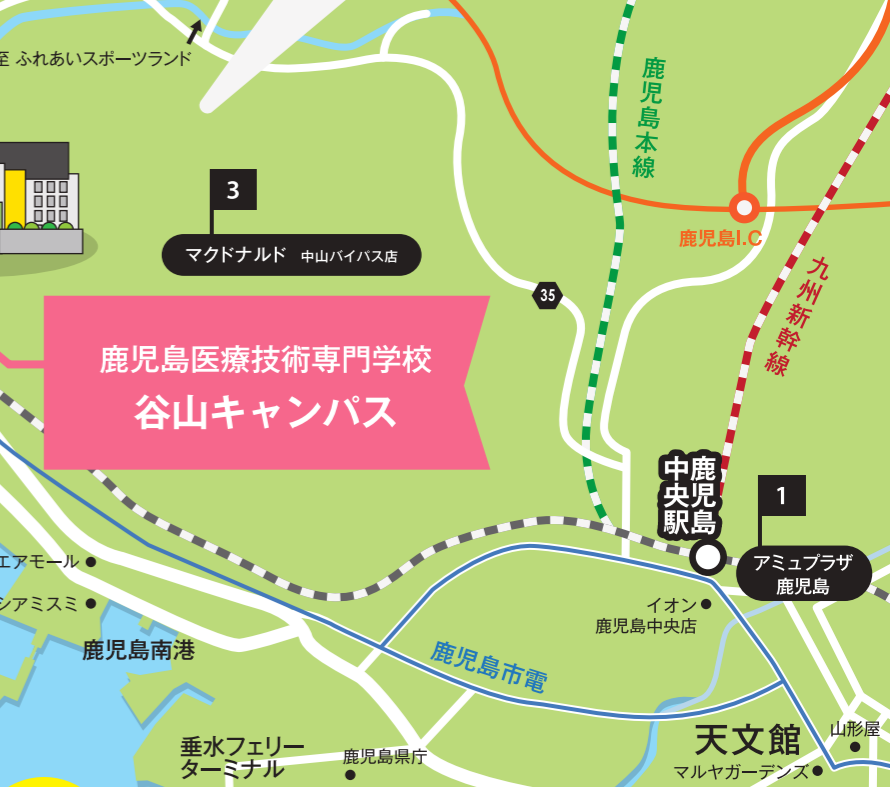 至 ふれあいスポーツランド
鹿児島本線
3
鹿児島I.C
マクドナルド 中山バイパス店
九州新幹線
35
鹿児島医療技術専門学校
谷山キャンパス
鹿児島
中央駅
1
アミュプラザ
鹿児島
エアモール
シアミスミ
イオン
鹿児島中央店
鹿児島南港
鹿児島市電
垂水フェリー
ターミナル
鹿児島県庁
天文館
山形屋
マルヤガーデンズ